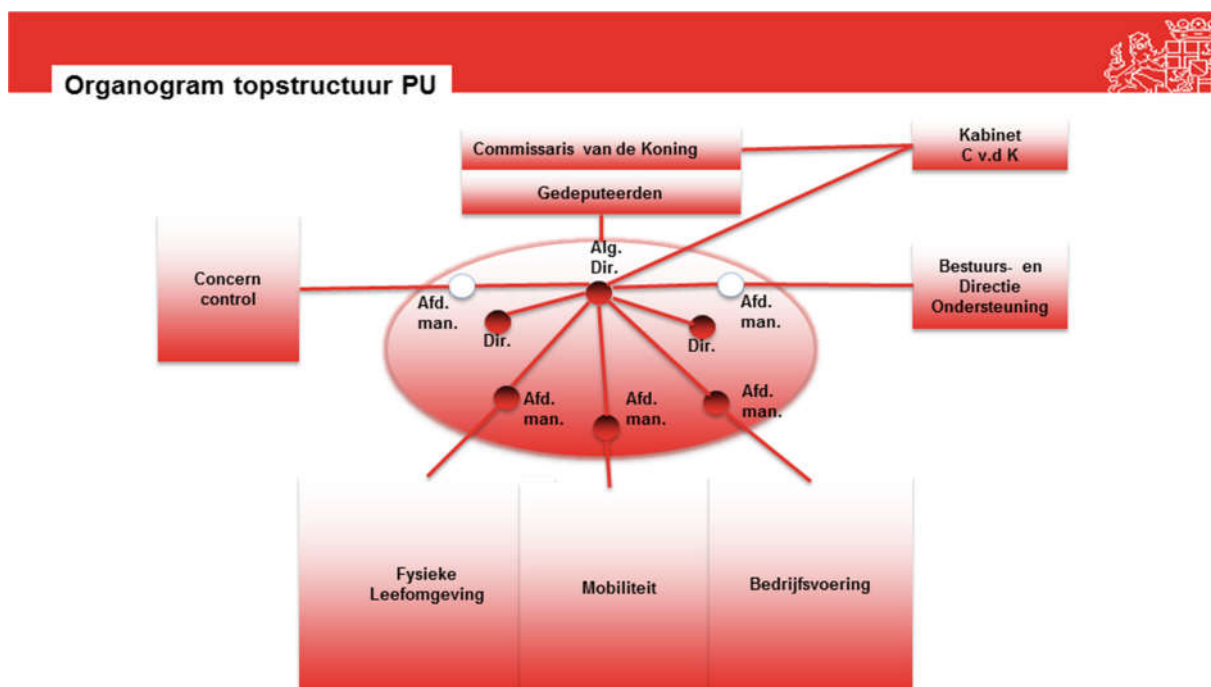 Organogram topstructuur PU
Commissaris van de Koning
Kabinet
C v.d K
Gedeputeerden
Alg.
Dir.
Concern
control
Afd.
man.
Dir.
Dir.
Afd.
man.
Bestuurs- en
Directie
Ondersteuning
Afd.
man.
Afd.
man.
Afd.
man.
Fysieke
Leefomgeving
Mobiliteit
Bedrijfsvoering